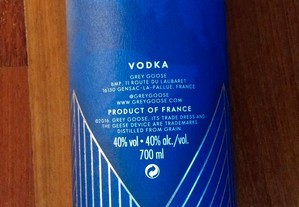 VODKA
GREY GOOSE
BMP, 11 ROUTE DU LAUBARET
16130 GENSAC-LA-PALLUE, FRANCE
@GREYGOOSE
WWW.GREYGOOSE.COM
PRODUCT OF FRANCE
©2016. GREY GOOSE, ITS TRADE DRESS AND
THE GEESE DEVICE ARE TRADEMARKS
DISTILLED FROM GRAIN.
40% vol • 40% alc./vol.
700 ml